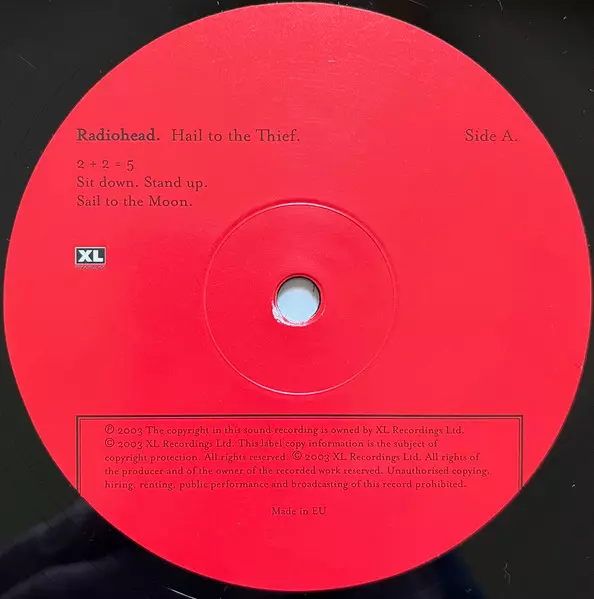 Radiohead. Hail to the Thief. Side A.
2 + 2 = 5
Sit down. Stand up.
Sail to the Moon.
XL
℗ 2003 The copyright in this sound recording is owned by XL Recordings Ltd.
© 2003 XL Recordings Ltd. This label copy information is the subject of
copyright protection. All rights reserved. © 2003 XL Recordings Ltd. All rights of
the producer and of the owner of the recorded work reserved. Unauthorised copying,
hiring, renting, public performance and broadcasting of this record prohibited.
Made in EU